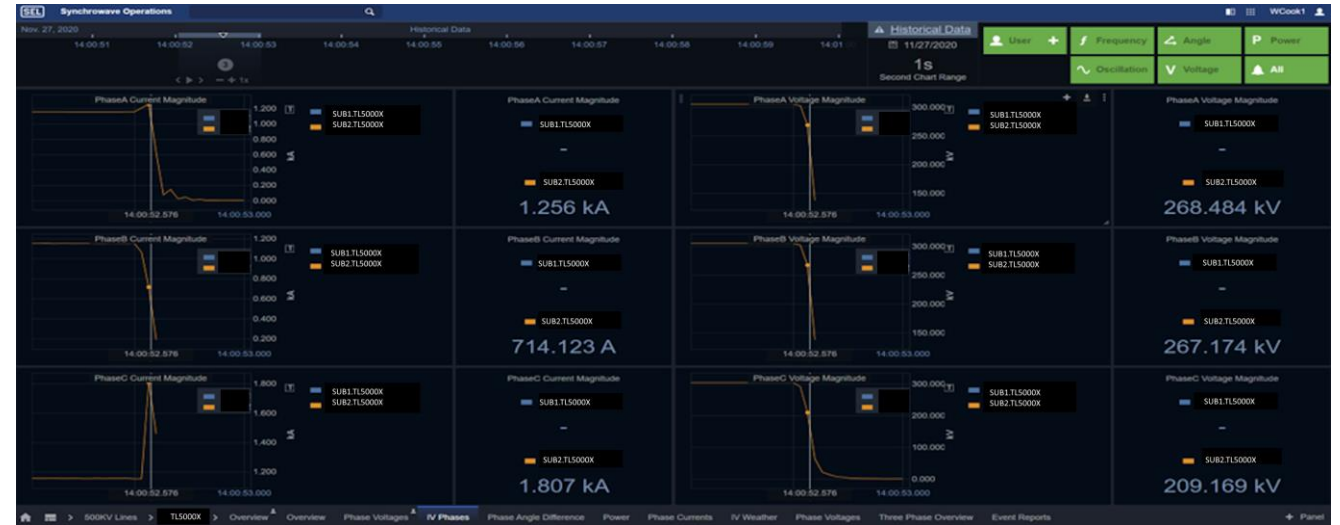 SEL Synchrowave Operations
WCook1
Nov. 27, 2020
Historical Data
14:00:51 14:00:52 14:00:53 14:00:54 14:00:55 14:00:56 14:00:57 14:00:58 14:00:59 14:01:00
3
< > − + 1x
Historical Data
11/27/2020
1s
Second Chart Range
User + Frequency Angle P Power
Oscillation V Voltage All
PhaseA Current Magnitude
1.200
1.000
0.800
0.600
0.400
0.200
0.000
kA
T
14:00:52.576 14:00:53.000
SUB1.TL5000X
SUB2.TL5000X
PhaseA Current Magnitude
SUB1.TL5000X
–
SUB2.TL5000X
1.256 kA
PhaseA Voltage Magnitude
300.000
250.000
150.000
kV
T
14:00:52.576 14:00:53.000
SUB1.TL5000X
SUB2.TL5000X
PhaseA Voltage Magnitude
SUB1.TL5000X
–
SUB2.TL5000X
268.484 kV
PhaseB Current Magnitude
1.200
1.000
0.800
0.600
0.400
0.200
kA
T
14:00:52.576 14:00:53.000
SUB1.TL5000X
SUB2.TL5000X
PhaseB Current Magnitude
SUB1.TL5000X
–
SUB2.TL5000X
714.123 A
PhaseB Voltage Magnitude
300.000
250.000
200.000
150.000
kV
T
14:00:52.576 14:00:53.000
SUB1.TL5000X
SUB2.TL5000X
PhaseB Voltage Magnitude
SUB1.TL5000X
–
SUB2.TL5000X
267.174 kV
PhaseC Current Magnitude
1.800
1.600
1.400
1.200
kA
T
14:00:52.576 14:00:53.000
SUB1.TL5000X
SUB2.TL5000X
PhaseC Current Magnitude
SUB1.TL5000X
–
SUB2.TL5000X
1.807 kA
PhaseC Voltage Magnitude
300.000
200.000
100.000
0.000
kV
T
14:00:52.576 14:00:53.000
SUB1.TL5000X
SUB2.TL5000X
PhaseC Voltage Magnitude
SUB1.TL5000X
–
SUB2.TL5000X
209.169 kV
> 500KV Lines > TL5000X > Overview Overview Phase Voltages IV Phases Phase Angle Difference Power Phase Currents IV Weather Phase Voltages Three Phase Overview Event Reports + Panel